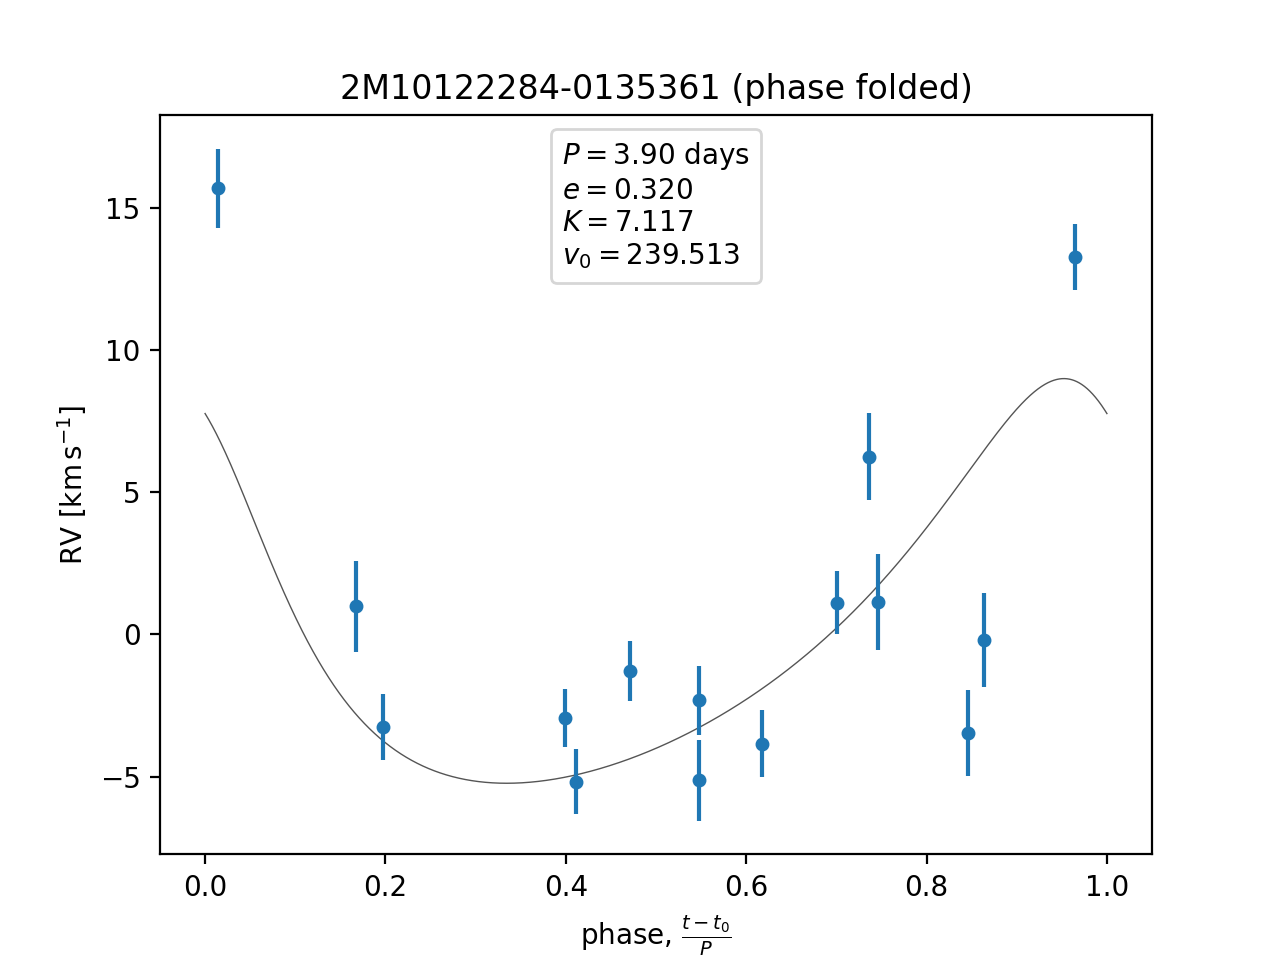 2M10122284-0135361 (phase folded)
P = 3.90 days
e = 0.320
K = 7.117
v₀ = 239.513
15
10
5
0
−5
RV [km s⁻¹]
0.0 0.2 0.4 0.6 0.8 1.0
phase, (t − t₀)/P